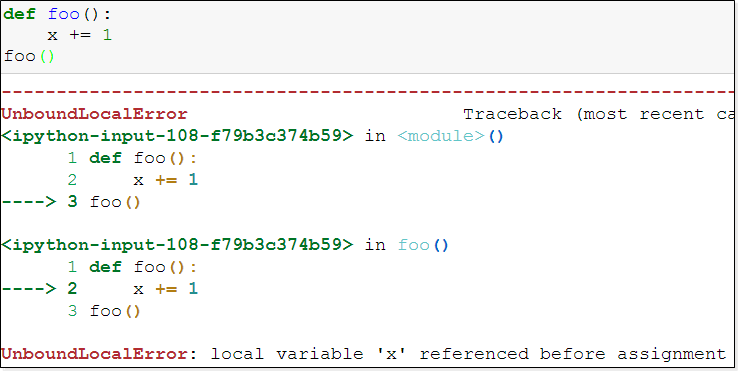 def foo():
    x += 1
foo()
---------------------------------------------------------------------------
UnboundLocalError                         Traceback (most recent ca
<ipython-input-108-f79b3c374b59> in <module>()
      1 def foo():
      2     x += 1
----> 3 foo()

<ipython-input-108-f79b3c374b59> in foo()
      1 def foo():
----> 2     x += 1
      3 foo()

UnboundLocalError: local variable 'x' referenced before assignment